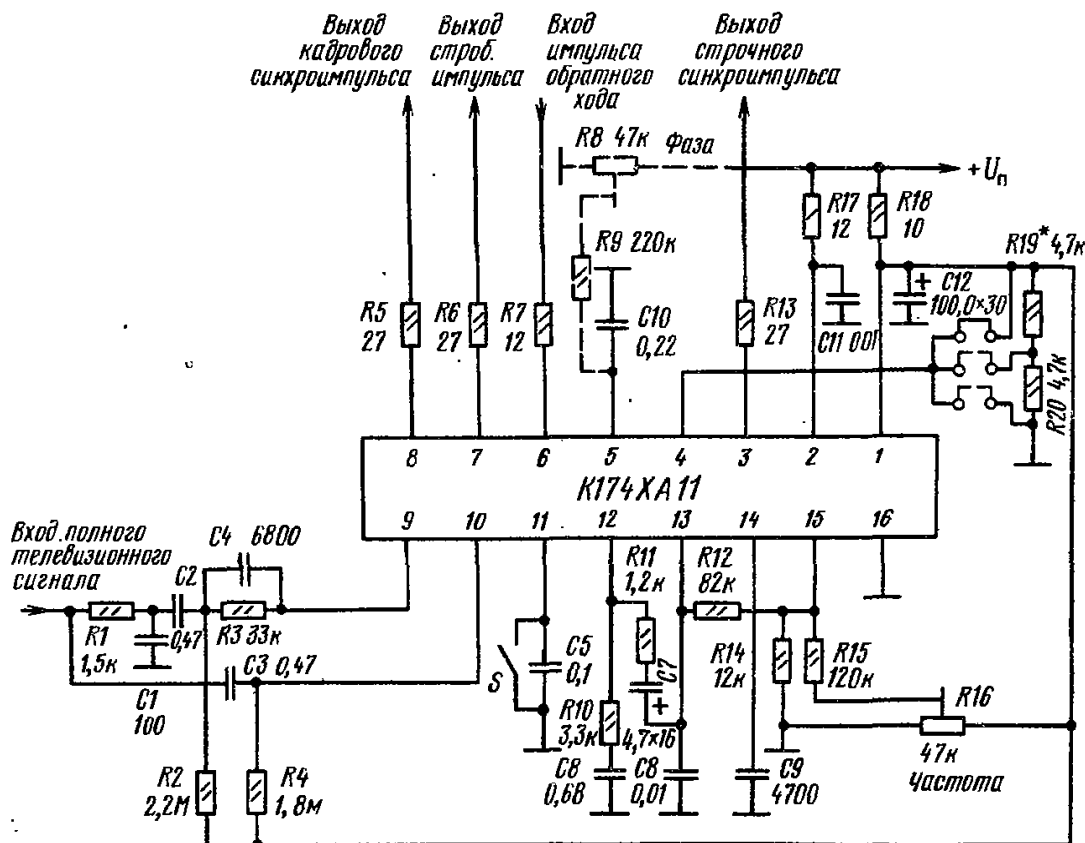 Выход
кадрового
синхроимпульса
Выход
строб.
импульса
Вход
импульса
обратного
хода
Выход
строчного
синхроимпульса
R8 47к
Фаза
+Uп
R17
12
R18
10
R19* 4,7к
R9 220к
C12
100,0×30
+
R5
27
R6
27
R7
12
C10
0,22
R13
27
C11 001
R20 4,7к
8 7 6 5 4 3 2 1
К174ХА11
9 10 11 12 13 14 15 16
Вход полного
телевизионного
сигнала
C4 6800
C2
0,47
R1
1,5к
R3 33к
C3 0,47
C1
100
R11
1,2к
R12
82к
S
C5
0,1
C7
+
4,7×16
R14
12к
R15
120к
R16
47к
Частота
R10
3,3к
R2
2,2М
R4
1,8м
C8
0,68
C8
0,01
C9
4700